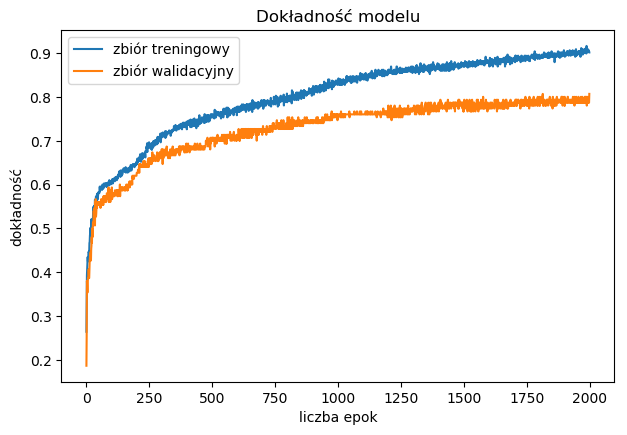 Dokładność modelu
zbiór treningowy
zbiór walidacyjny
dokładność
0.9
0.8
0.7
0.6
0.5
0.4
0.3
0.2
0 250 500 750 1000 1250 1500 1750 2000
liczba epok